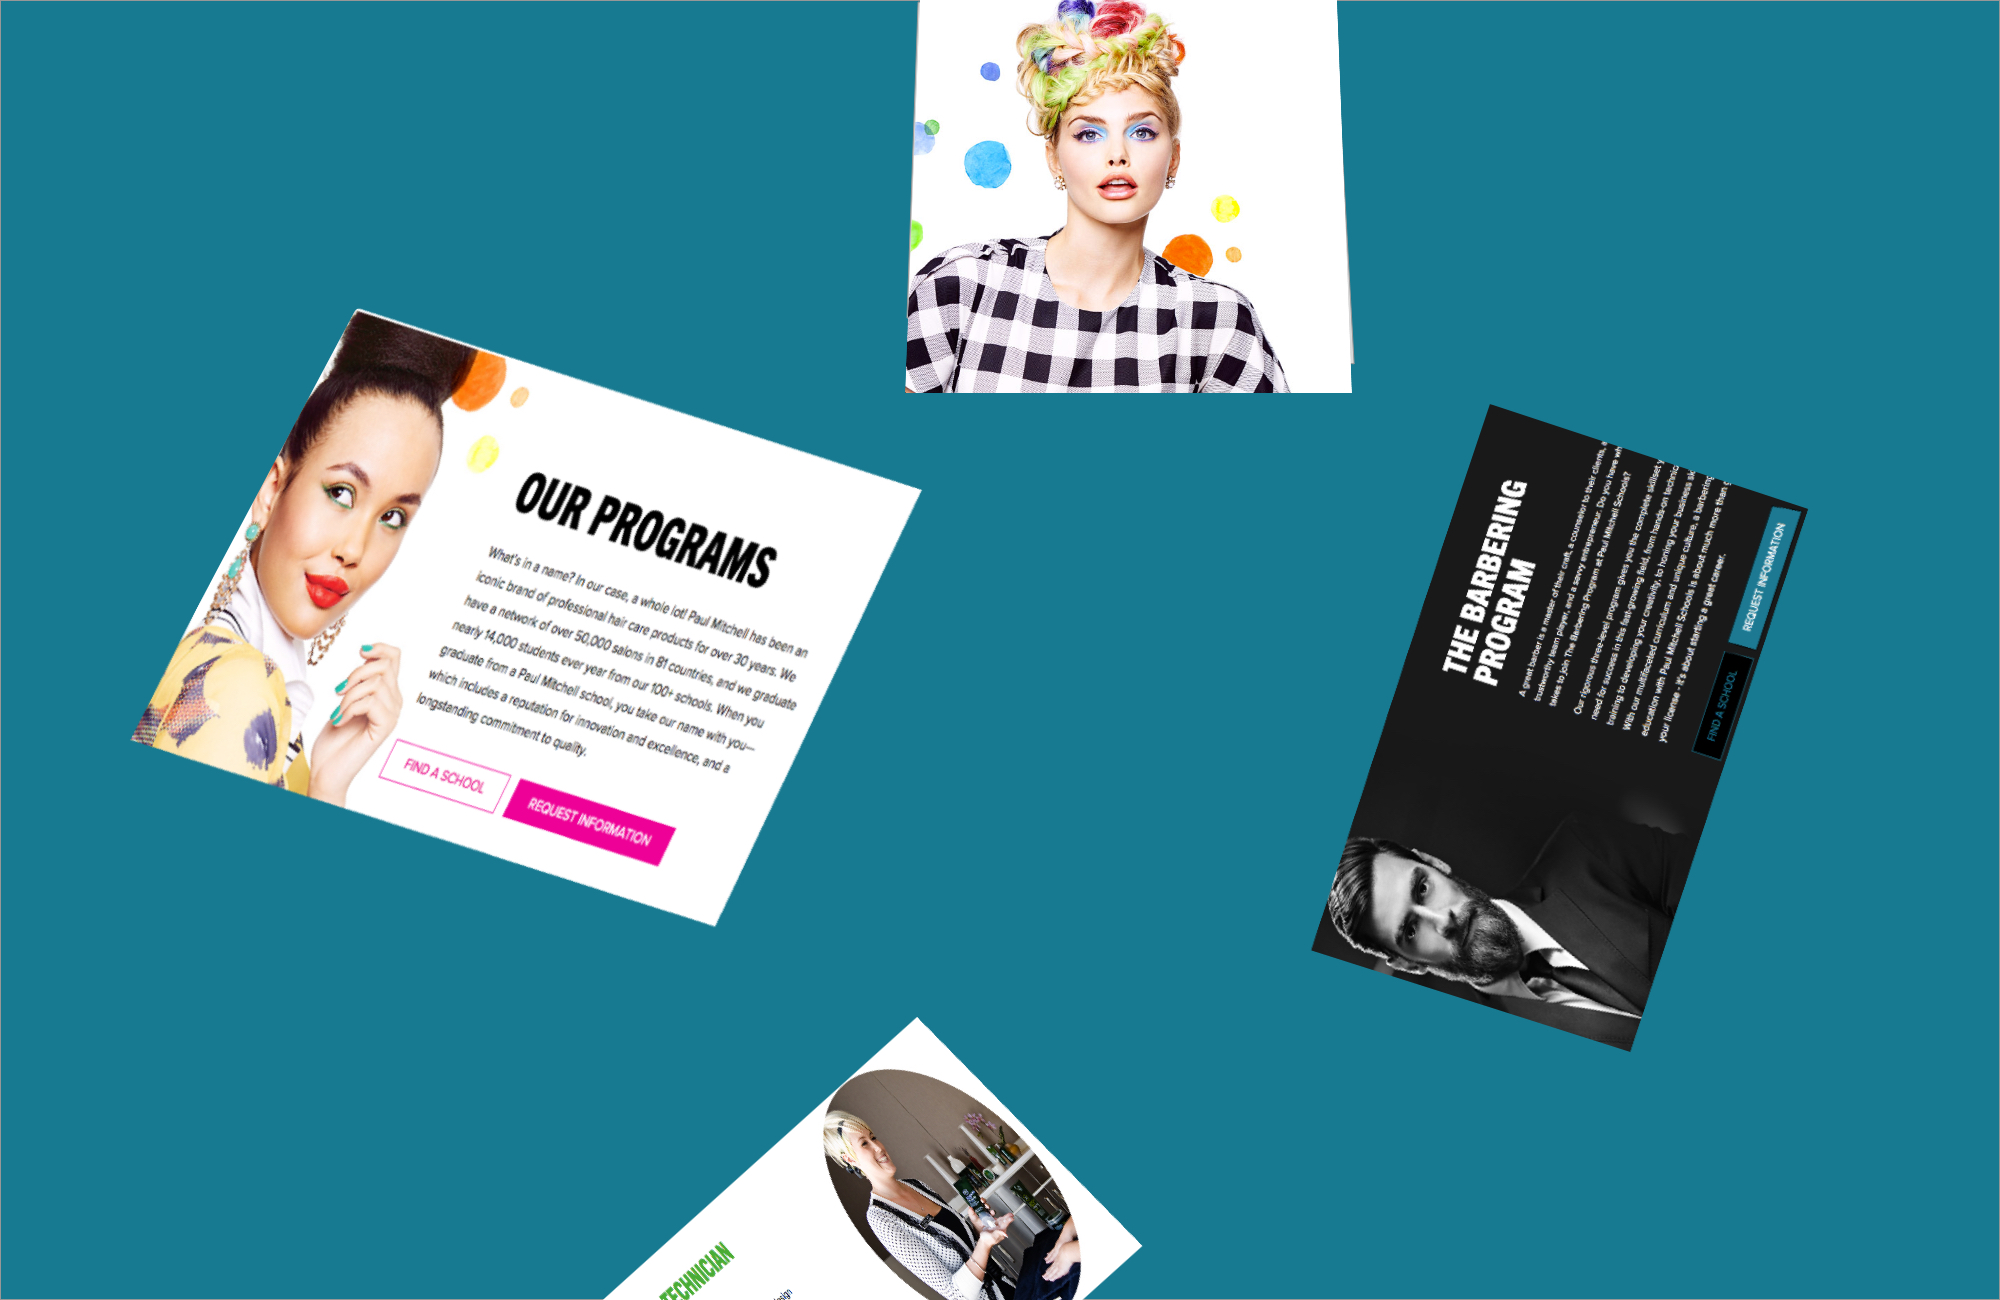 OUR PROGRAMS
What's in a name? In our case, a whole lot! Paul Mitchell has been an
iconic brand of professional hair care products for over 30 years. We
have a network of over 50,000 salons in 81 countries, and we graduate
nearly 14,000 students ever year from our 100+ schools. When you
graduate from a Paul Mitchell school, you take our name with you—
which includes a reputation for innovation and excellence, and a
longstanding commitment to quality.
FIND A SCHOOL
REQUEST INFORMATION
THE BARBERING
PROGRAM
A great barber is a master of their craft, a counselor to their clients, a
trustworthy team player, and a savvy entrepreneur. Do you have wh
takes to join The Barbering Program at Paul Mitchell Schools?
Our rigorous three-level program gives you the complete skillset y
need for success in this fast-growing field, from hands-on technic
training to developing your creativity, to honing your business sk
With our multifaceted curriculum and unique culture, a barbering
education with Paul Mitchell Schools is about much more than g
your license - it's about starting a great career.
FIND A SCHOOL
REQUEST INFORMATION
TECHNICIAN